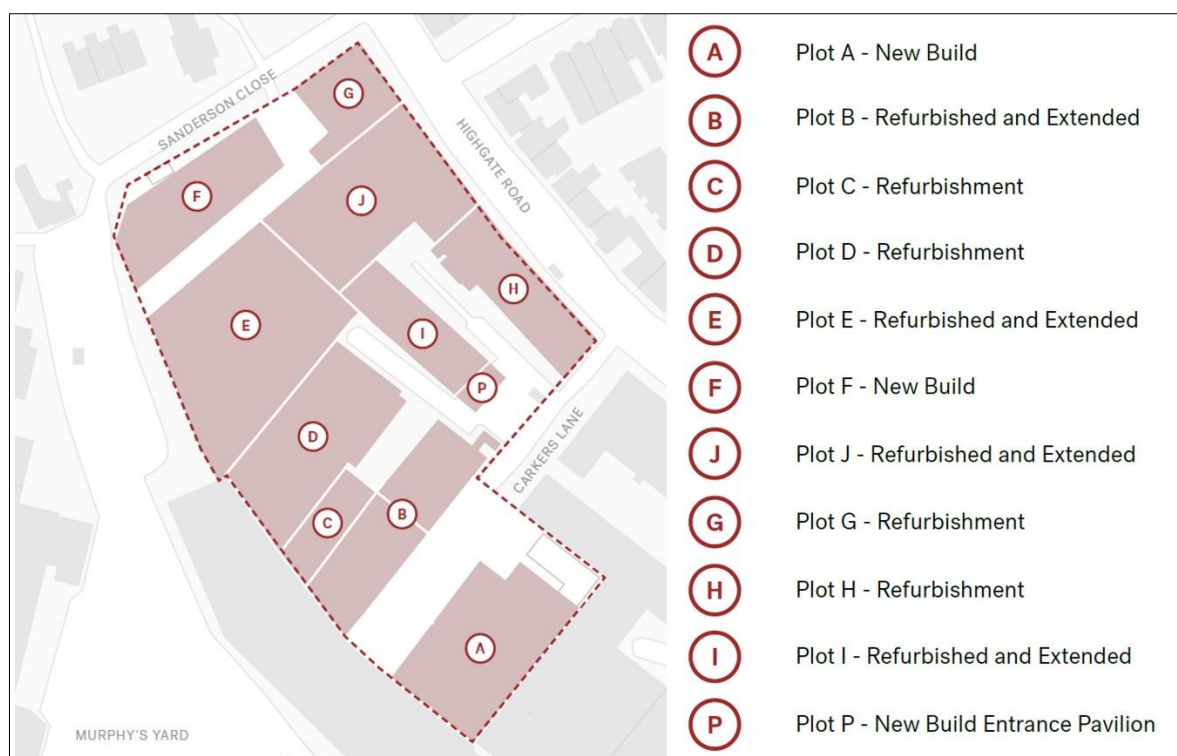 SANDERSON CLOSE
HIGHGATE ROAD
CARKERS LANE
MURPHY'S YARD
G
F
J
H
E
I
P
D
C
B
A
A Plot A - New Build
B Plot B - Refurbished and Extended
C Plot C - Refurbishment
D Plot D - Refurbishment
E Plot E - Refurbished and Extended
F Plot F - New Build
J Plot J - Refurbished and Extended
G Plot G - Refurbishment
H Plot H - Refurbishment
I Plot I - Refurbished and Extended
P Plot P - New Build Entrance Pavilion